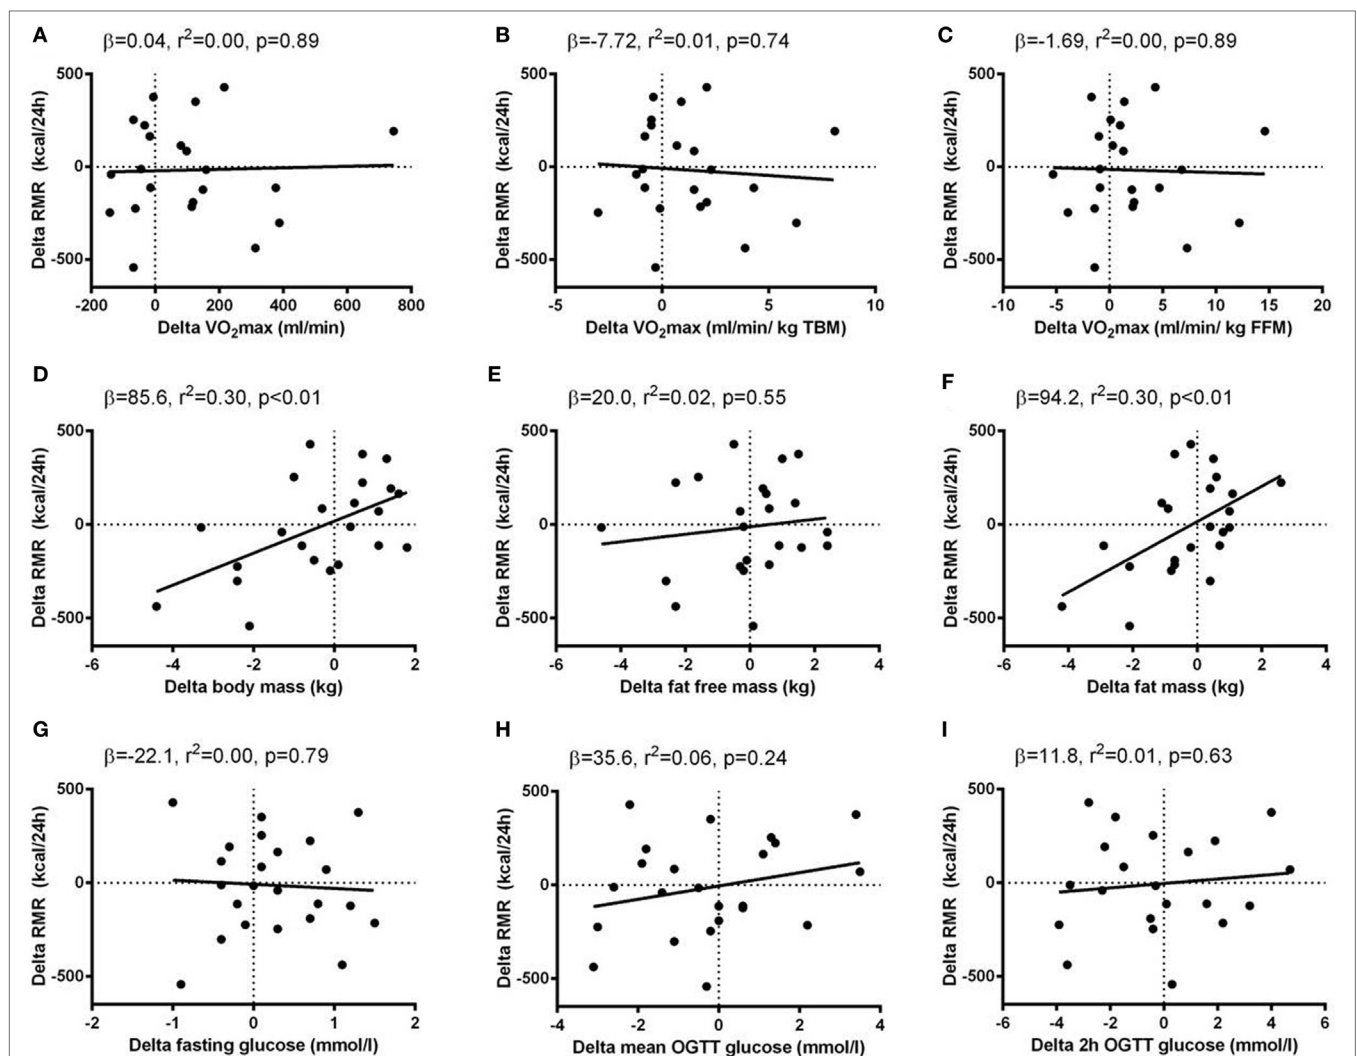 A
β=0.04, r²=0.00, p=0.89
500
0
-500
Delta RMR (kcal/24h)
-200 0 200 400 600 800
Delta VO₂max (ml/min)
B
β=-7.72, r²=0.01, p=0.74
500
0
-500
Delta RMR (kcal/24h)
-5 0 5 10
Delta VO₂max (ml/min/ kg TBM)
C
β=-1.69, r²=0.00, p=0.89
500
0
-500
Delta RMR (kcal/24h)
-10 -5 0 5 10 15 20
Delta VO₂max (ml/min/ kg FFM)
D
β=85.6, r²=0.30, p<0.01
500
0
-500
Delta RMR (kcal/24h)
-6 -4 -2 0 2
Delta body mass (kg)
E
β=20.0, r²=0.02, p=0.55
500
0
-500
Delta RMR (kcal/24h)
-6 -4 -2 0 2 4
Delta fat free mass (kg)
F
β=94.2, r²=0.30, p<0.01
500
0
-500
Delta RMR (kcal/24h)
-6 -4 -2 0 2 4
Delta fat mass (kg)
G
β=-22.1, r²=0.00, p=0.79
500
0
-500
Delta RMR (kcal/24h)
-2 -1 0 1 2
Delta fasting glucose (mmol/l)
H
β=35.6, r²=0.06, p=0.24
500
0
-500
Delta RMR (kcal/24h)
-4 -2 0 2 4
Delta mean OGTT glucose (mmol/l)
I
β=11.8, r²=0.01, p=0.63
500
0
-500
Delta RMR (kcal/24h)
-6 -4 -2 0 2 4 6
Delta 2h OGTT glucose (mmol/l)